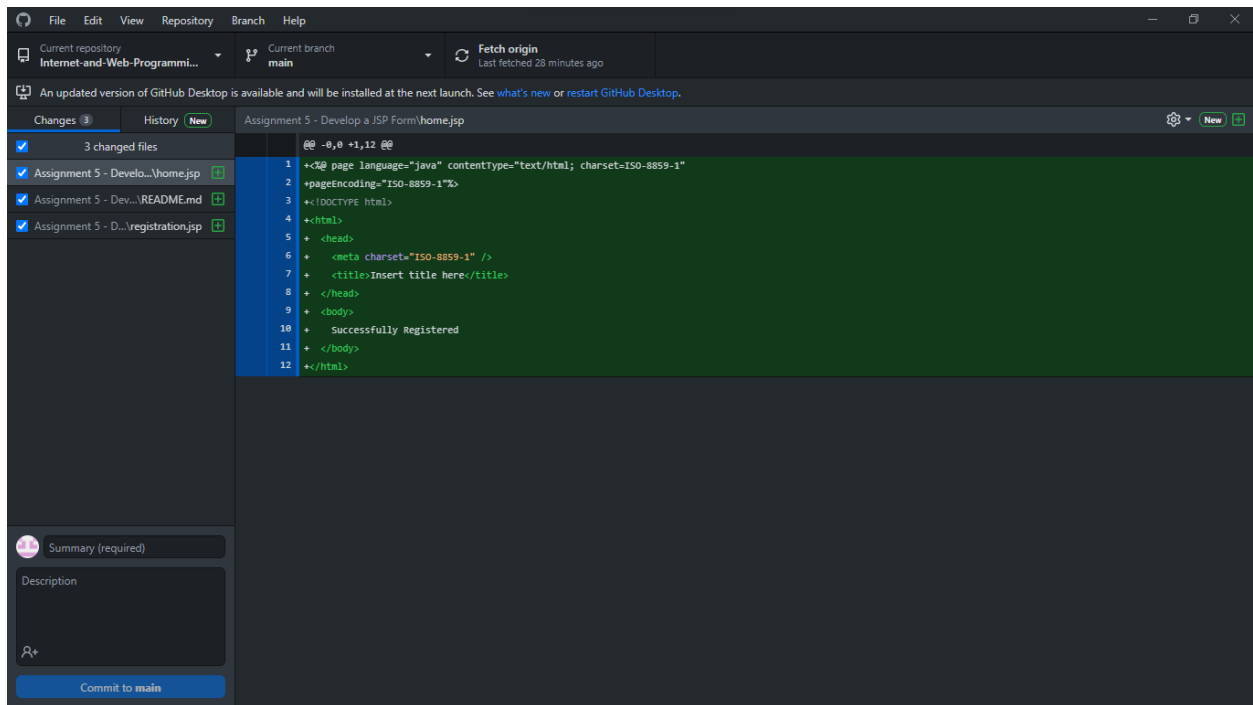 File Edit View Repository Branch Help
Current repository
Internet-and-Web-Programmi...
Current branch
main
Fetch origin
Last fetched 28 minutes ago
An updated version of GitHub Desktop is available and will be installed at the next launch. See what's new or restart GitHub Desktop.
Changes 3
History New
Assignment 5 - Develop a JSP Form\home.jsp
New
3 changed files
Assignment 5 - Develo...\home.jsp
Assignment 5 - Dev...\README.md
Assignment 5 - D...\registration.jsp
@@ -0,0 +1,12 @@
1 +<%@ page language="java" contentType="text/html; charset=ISO-8859-1"
2 +pageEncoding="ISO-8859-1"%>
3 +<!DOCTYPE html>
4 +<html>
5 +  <head>
6 +    <meta charset="ISO-8859-1" />
7 +    <title>Insert title here</title>
8 +  </head>
9 +  <body>
10 +    Successfully Registered
11 +  </body>
12 +</html>
Summary (required)
Description
Commit to main